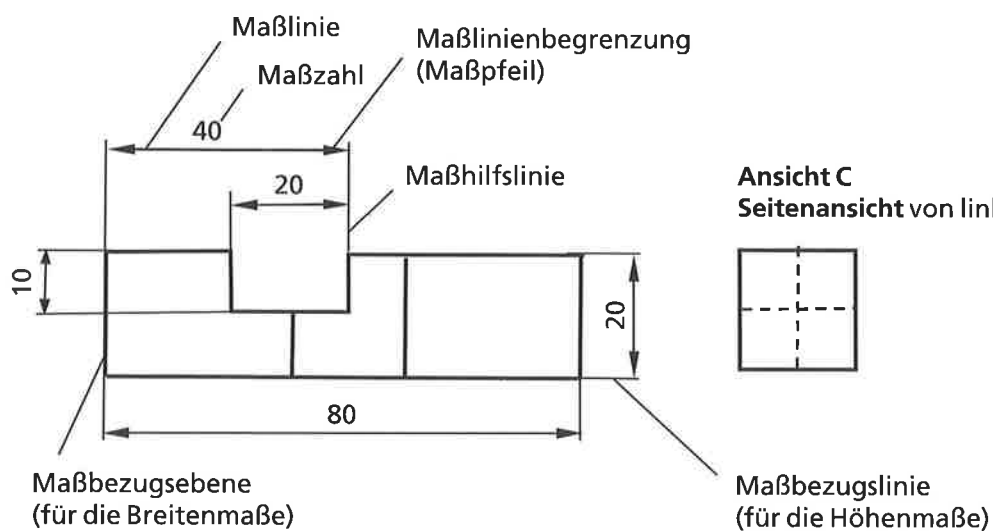 Maßlinie
Maßlinienbegrenzung
(Maßpfeil)
Maßzahl
40
20
Maßhilfslinie
Ansicht C
Seitenansicht von lin
10
20
80
Maßbezugsebene
(für die Breitenmaße)
Maßbezugslinie
(für die Höhenmaße)